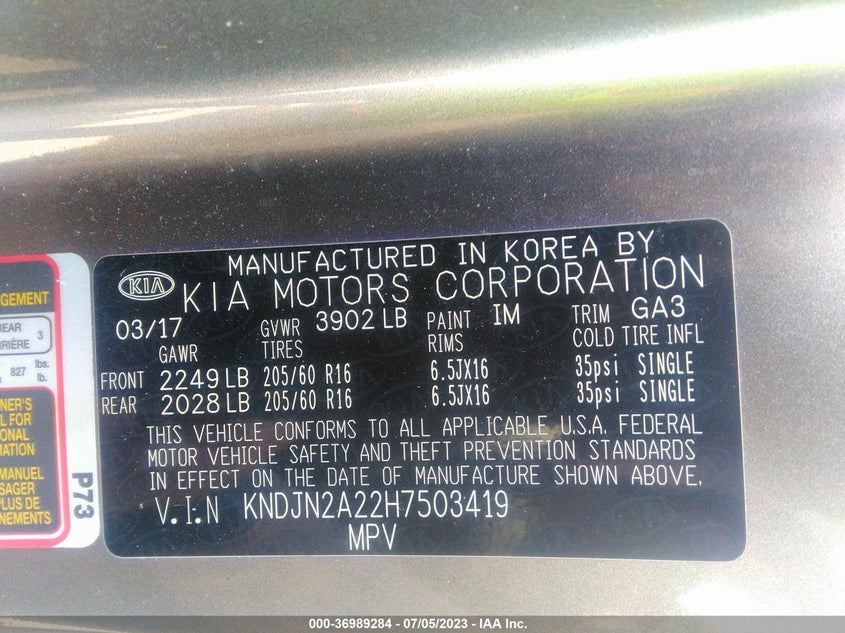 MANUFACTURED IN KOREA BY
KIA KIA MOTORS CORPORATION
03/17 GVWR 3902 LB PAINT IM TRIM GA3
GAWR TIRES RIMS COLD TIRE INFL
FRONT 2249 LB 205/60 R16 6.5JX16 35psi SINGLE
REAR 2028 LB 205/60 R16 6.5JX16 35psi SINGLE
THIS VEHICLE CONFORMS TO ALL APPLICABLE U.S.A. FEDERAL
MOTOR VEHICLE SAFETY AND THEFT PREVENTION STANDARDS
IN EFFECT ON THE DATE OF MANUFACTURE SHOWN ABOVE.
V.I.N KNDJN2A22H7503419
MPV
GEMENT
REAR 3
RIÈRE
827 lbs.
lb.
NER'S
L FOR
ONAL
MATION
MANUEL
SAGER
PLUS DE
NEMENTS
P73
000-36989284 - 07/05/2023 - IAA Inc.